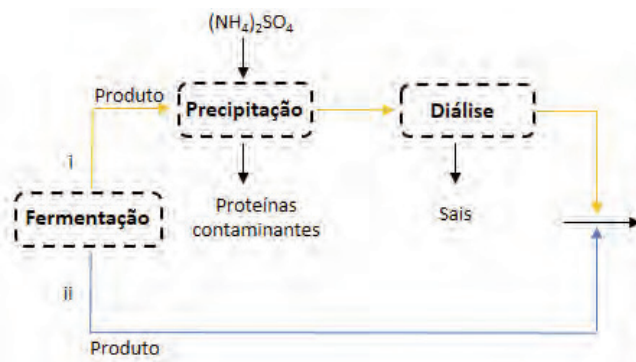 (NH₄)₂SO₄
Produto
Precipitação
Diálise
i
Fermentação
Proteínas
contaminantes
Sais
ii
Produto